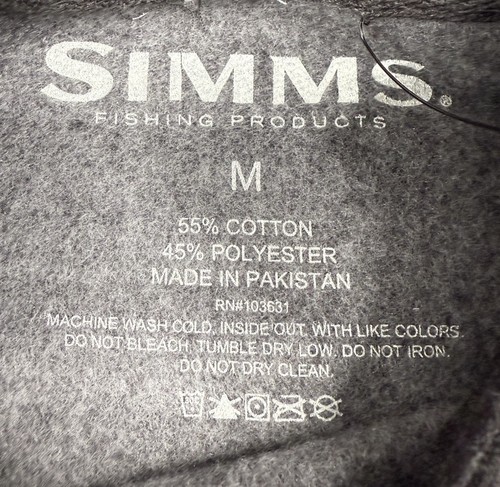 SIMMS®
FISHING PRODUCTS
M
55% COTTON
45% POLYESTER
MADE IN PAKISTAN
RN#103631
MACHINE WASH COLD. INSIDE OUT. WITH LIKE COLORS.
DO NOT BLEACH. TUMBLE DRY LOW. DO NOT IRON.
DO NOT DRY CLEAN.